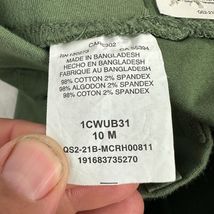 MADE IN BANGLADESH
HECHO EN BANGLADESH
FABRIQUÉ AU BANGLADESH
98% COTTON 2% SPANDEX
98% ALGODON 2% SPANDEX
98% COTON 2% SPANDEX
1CWUB31
10 M
QS2-21B-MCRH00811
191683735270